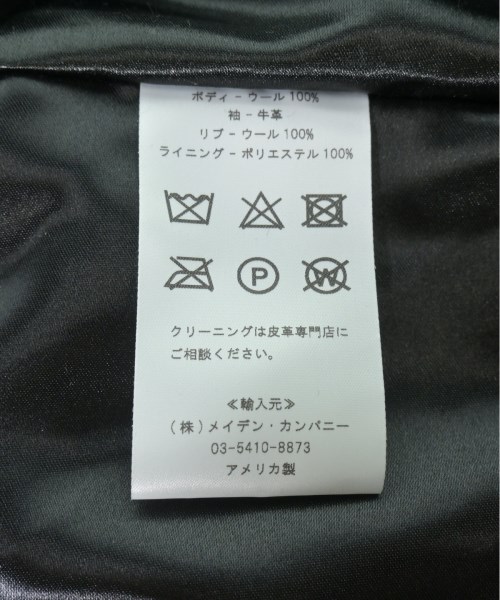 ボディ - ウール 100%
袖 - 牛革
リブ - ウール 100%
ライニング - ポリエステル 100%
P
W
クリーニングは皮革専門店に
ご相談ください。
≪輸入元≫
(株)メイデン・カンパニー
03-5410-8873
アメリカ製